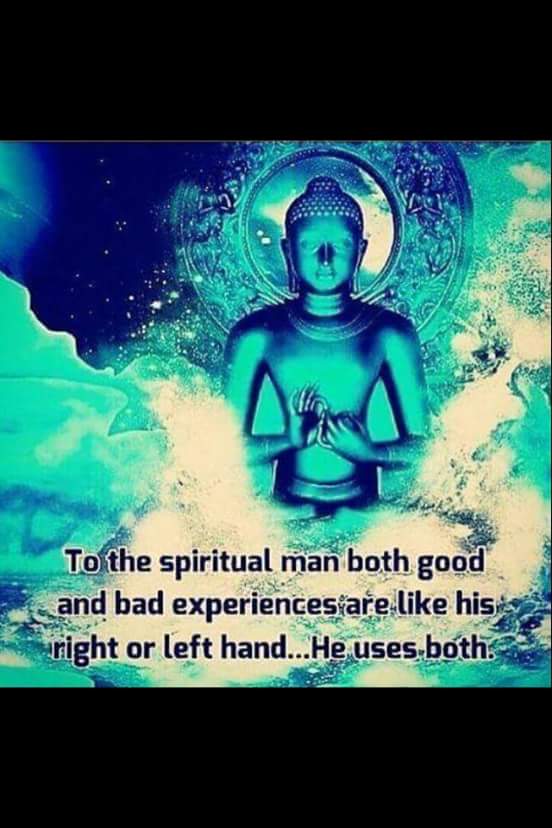 To the spiritual man both good
and bad experiences are like his
right or left hand...He uses both.